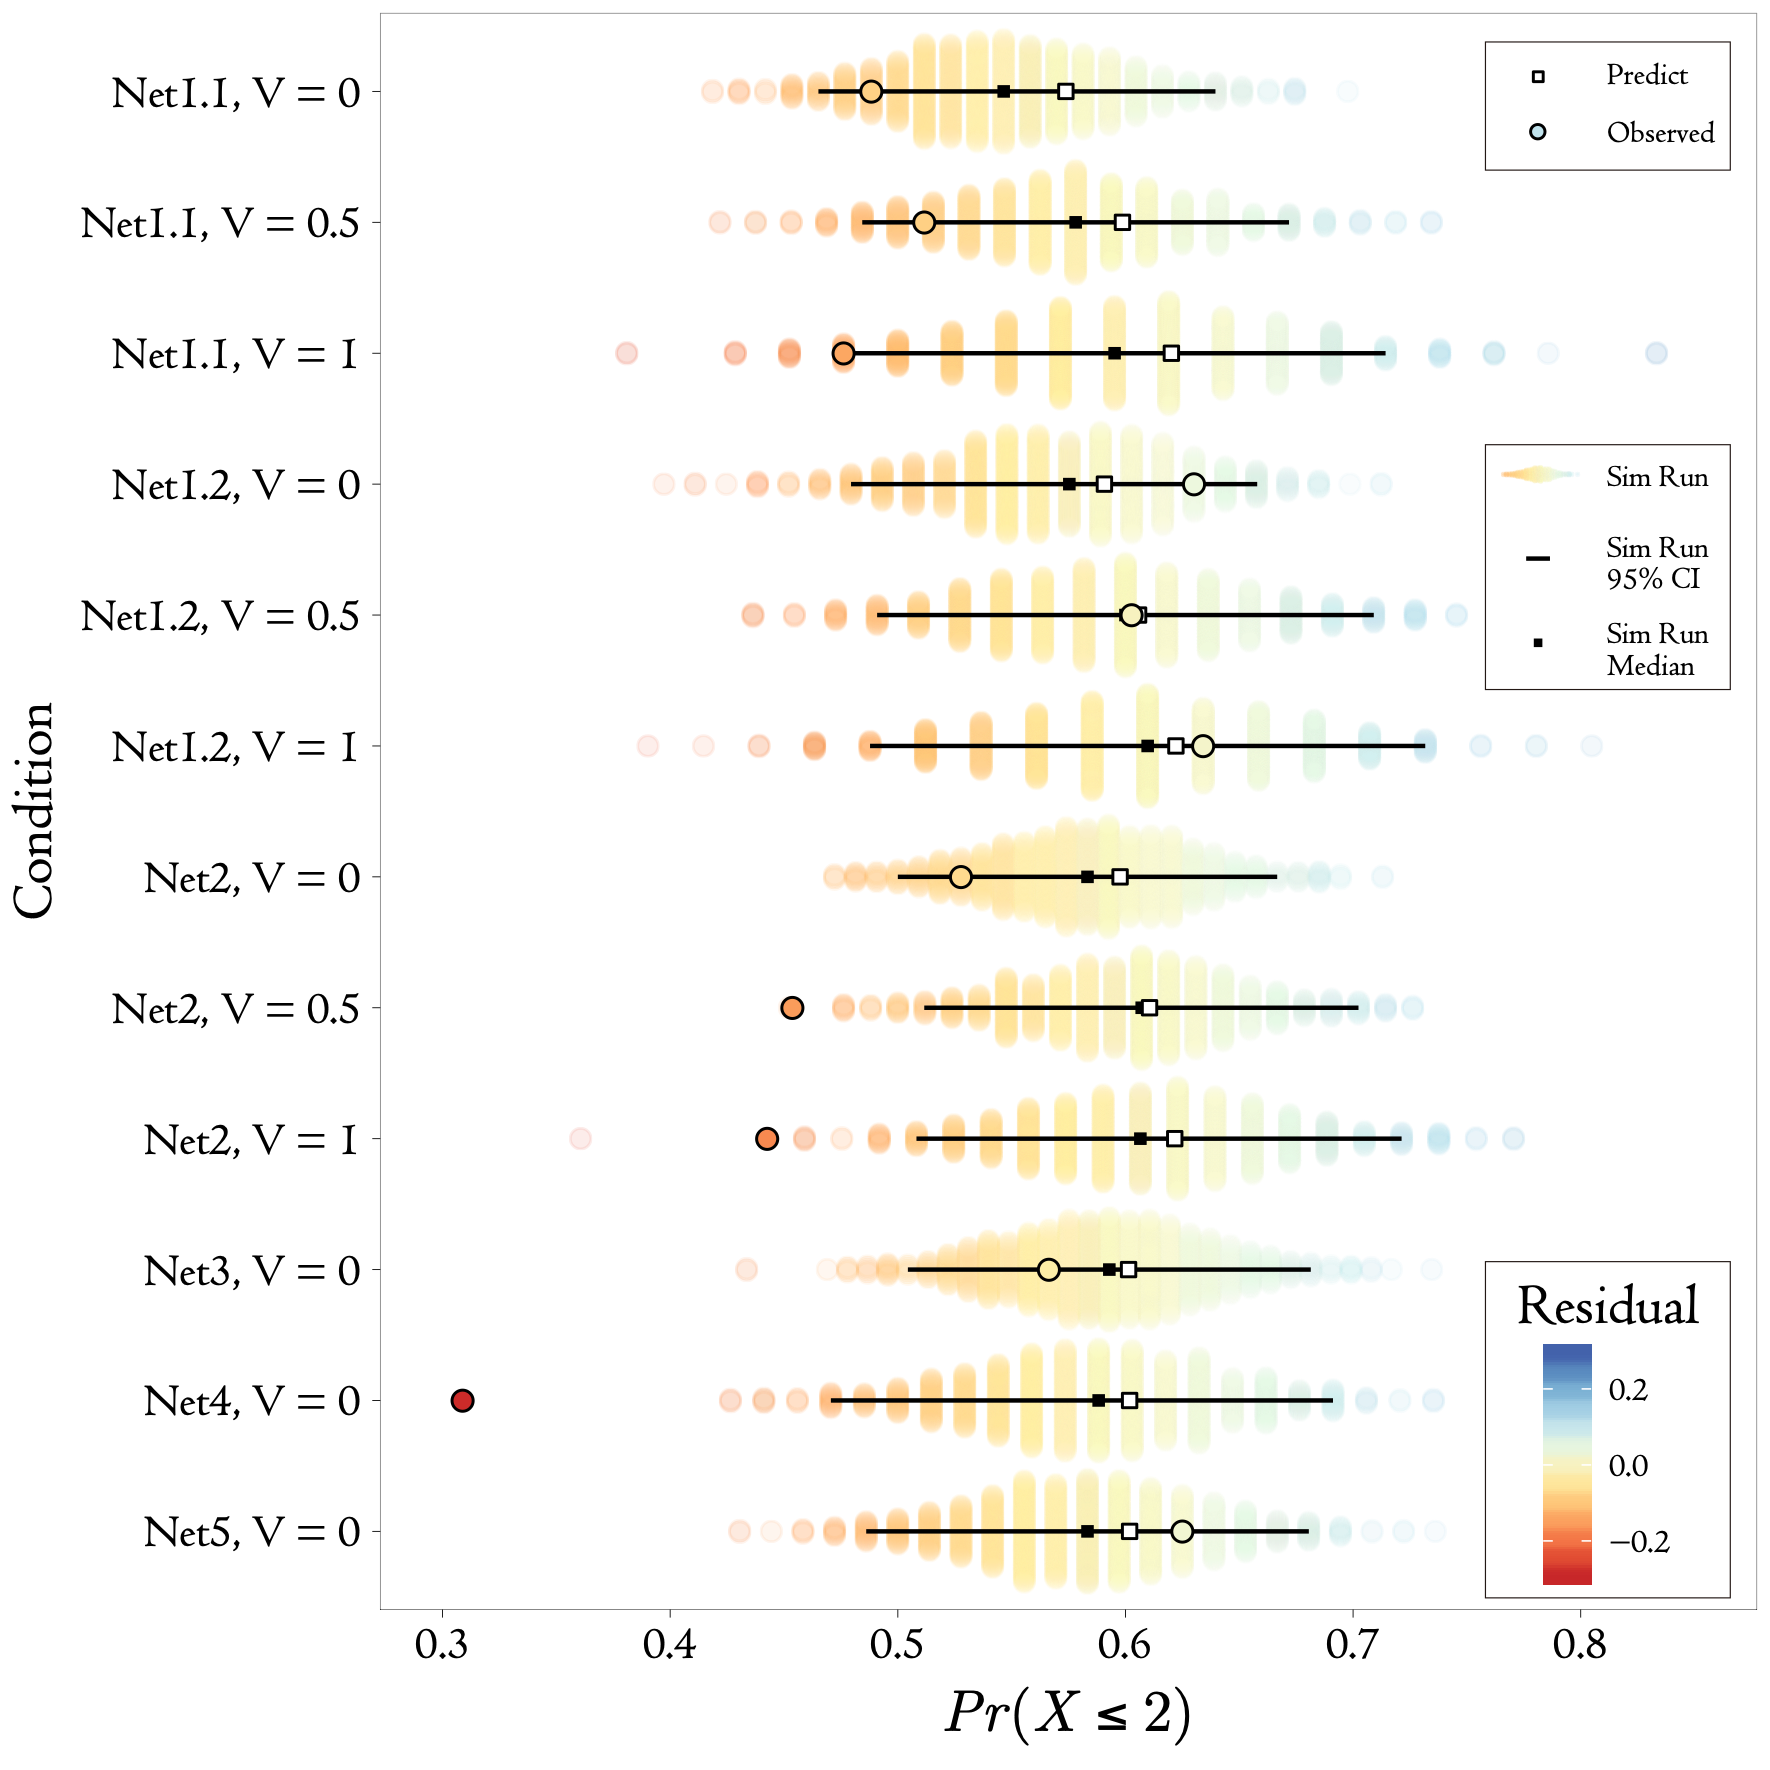 Net1.1, V = 0
Net1.1, V = 0.5
Net1.1, V = 1
Net1.2, V = 0
Net1.2, V = 0.5
Net1.2, V = 1
Net2, V = 0
Net2, V = 0.5
Net2, V = 1
Net3, V = 0
Net4, V = 0
Net5, V = 0
Condition
0.3 0.4 0.5 0.6 0.7 0.8
Pr(X ≤ 2)
Predict
Observed
Sim Run
Sim Run
95% CI
Sim Run
Median
Residual
0.2
0.0
−0.2